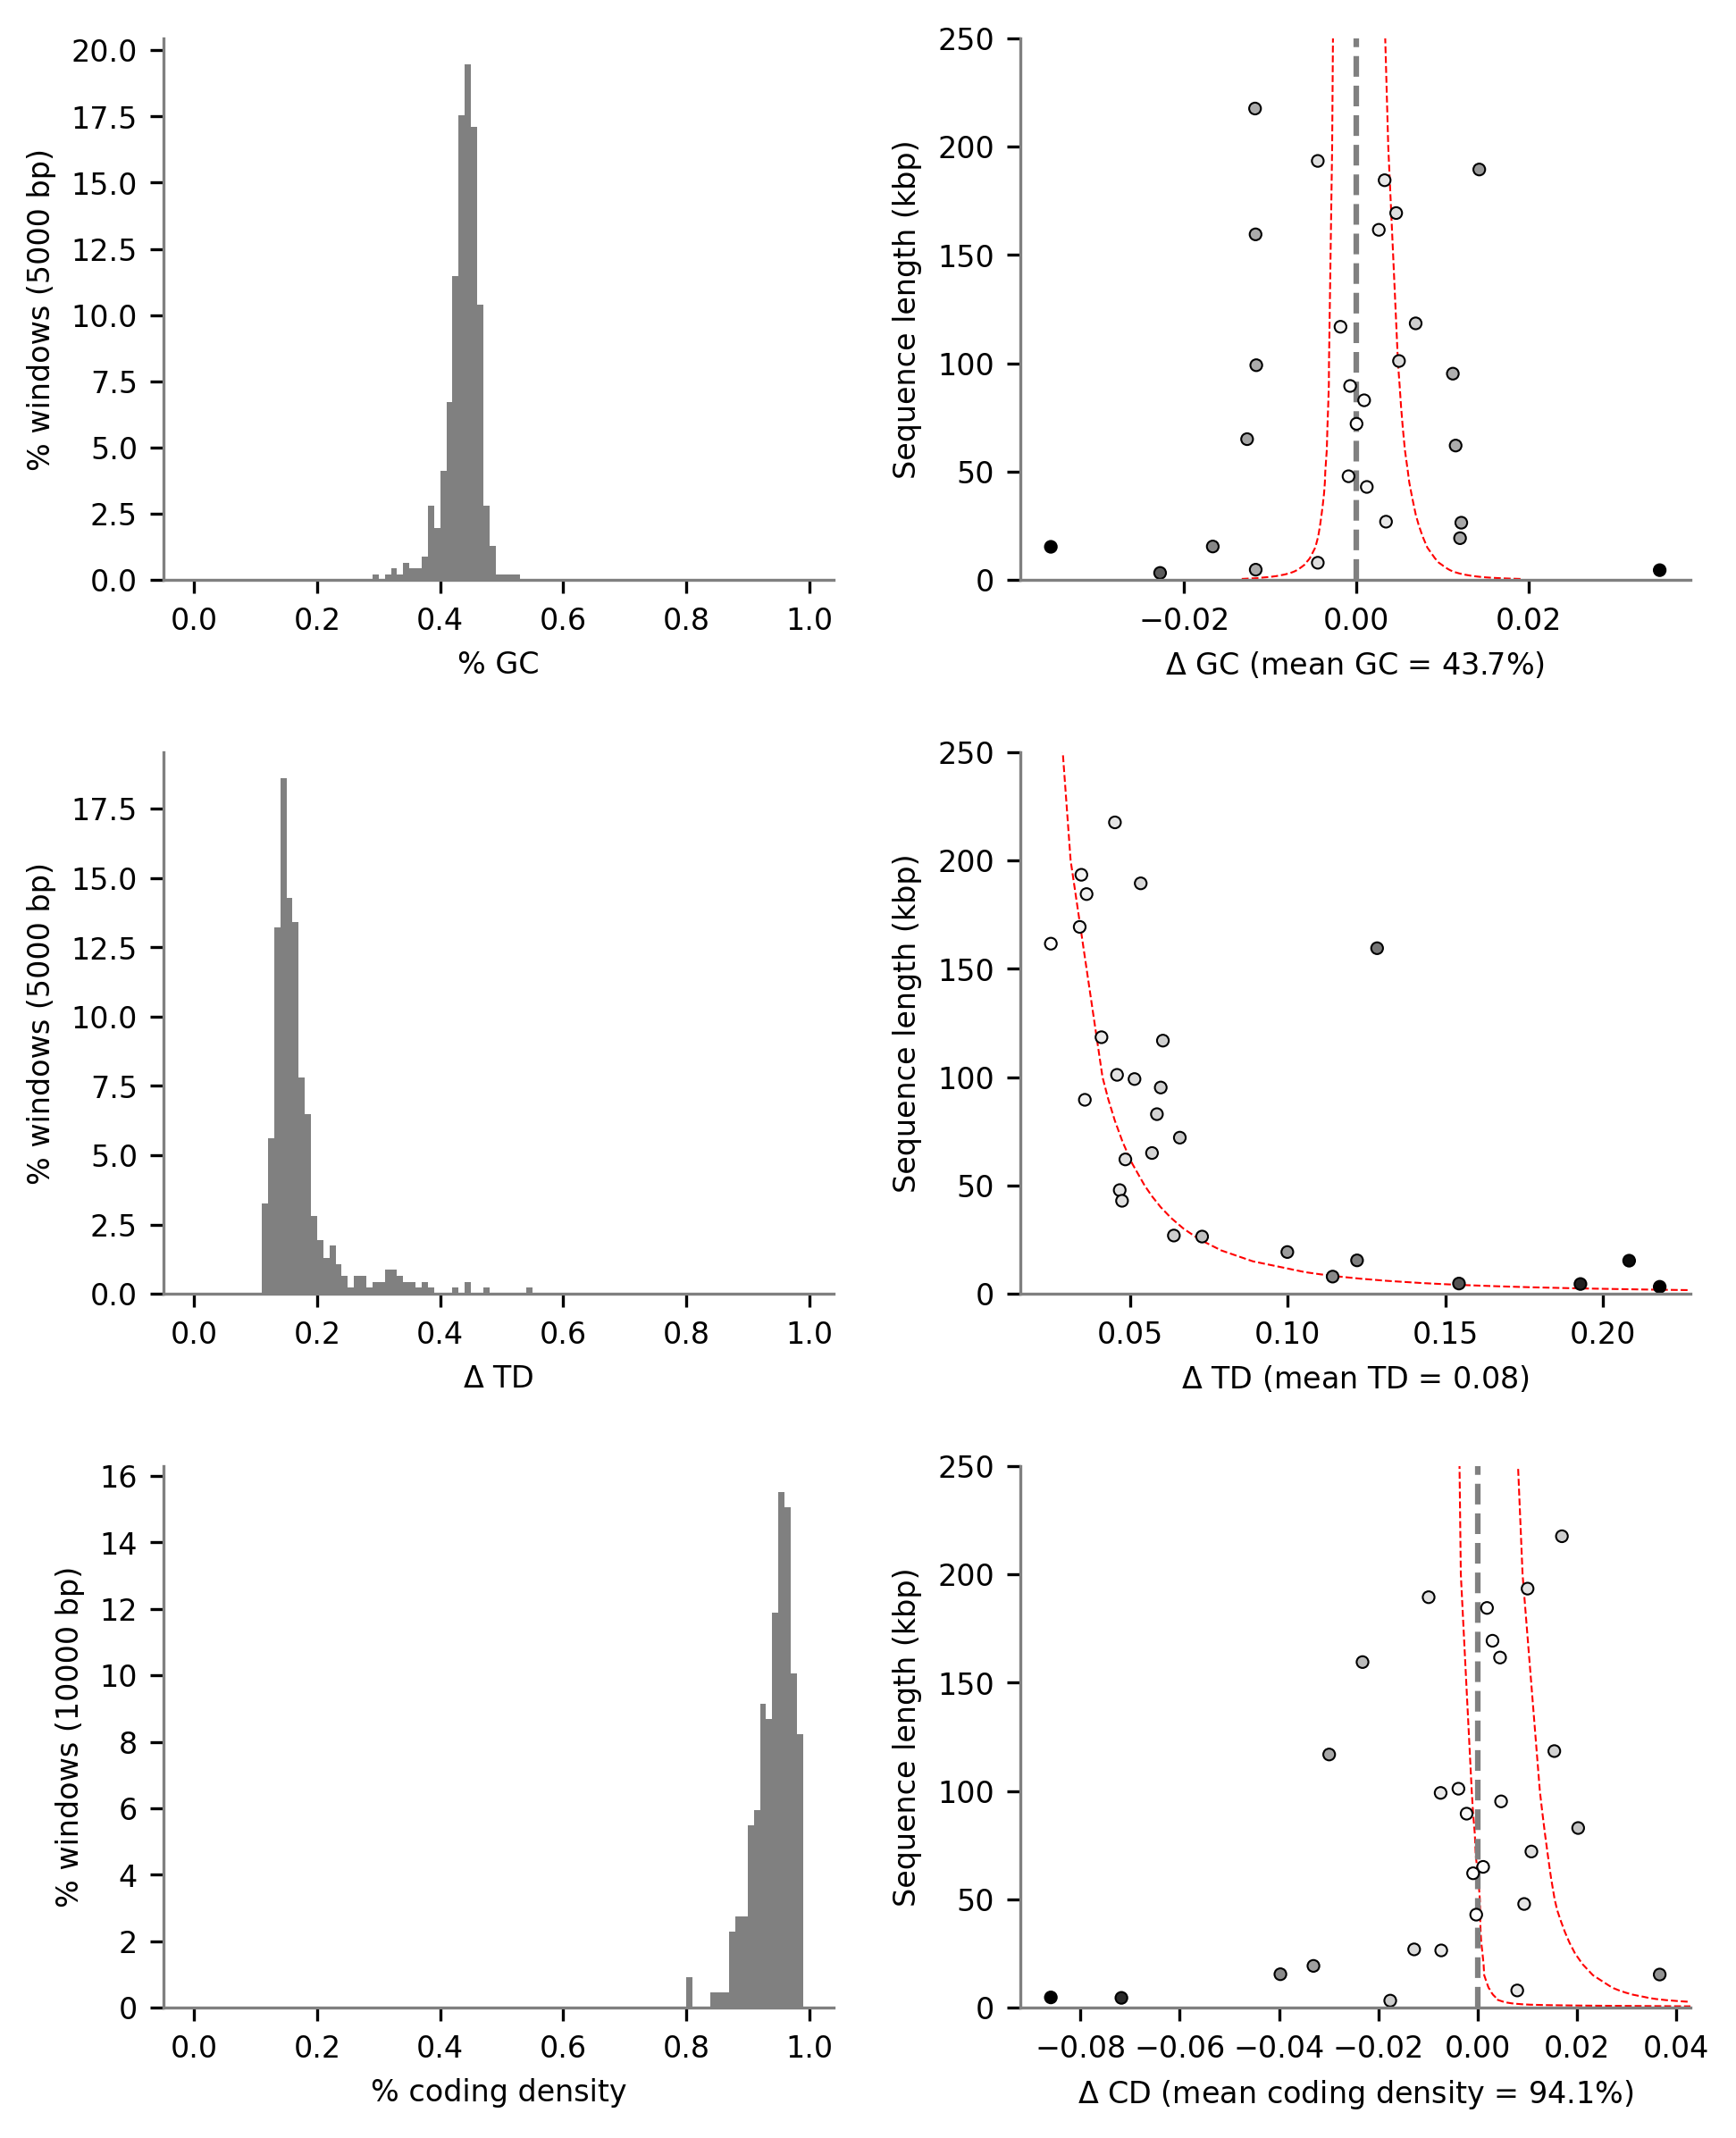 20.0
17.5
15.0
12.5
10.0
7.5
5.0
2.5
0.0
% windows (5000 bp)
0.0 0.2 0.4 0.6 0.8 1.0
% GC
250
200
150
100
50
0
Sequence length (kbp)
−0.02 0.00 0.02
Δ GC (mean GC = 43.7%)
17.5
15.0
12.5
10.0
7.5
5.0
2.5
0.0
% windows (5000 bp)
0.0 0.2 0.4 0.6 0.8 1.0
Δ TD
250
200
150
100
50
0
Sequence length (kbp)
0.05 0.10 0.15 0.20
Δ TD (mean TD = 0.08)
16
14
12
10
8
6
4
2
0
% windows (10000 bp)
0.0 0.2 0.4 0.6 0.8 1.0
% coding density
250
200
150
100
50
0
Sequence length (kbp)
−0.08 −0.06 −0.04 −0.02 0.00 0.02 0.04
Δ CD (mean coding density = 94.1%)